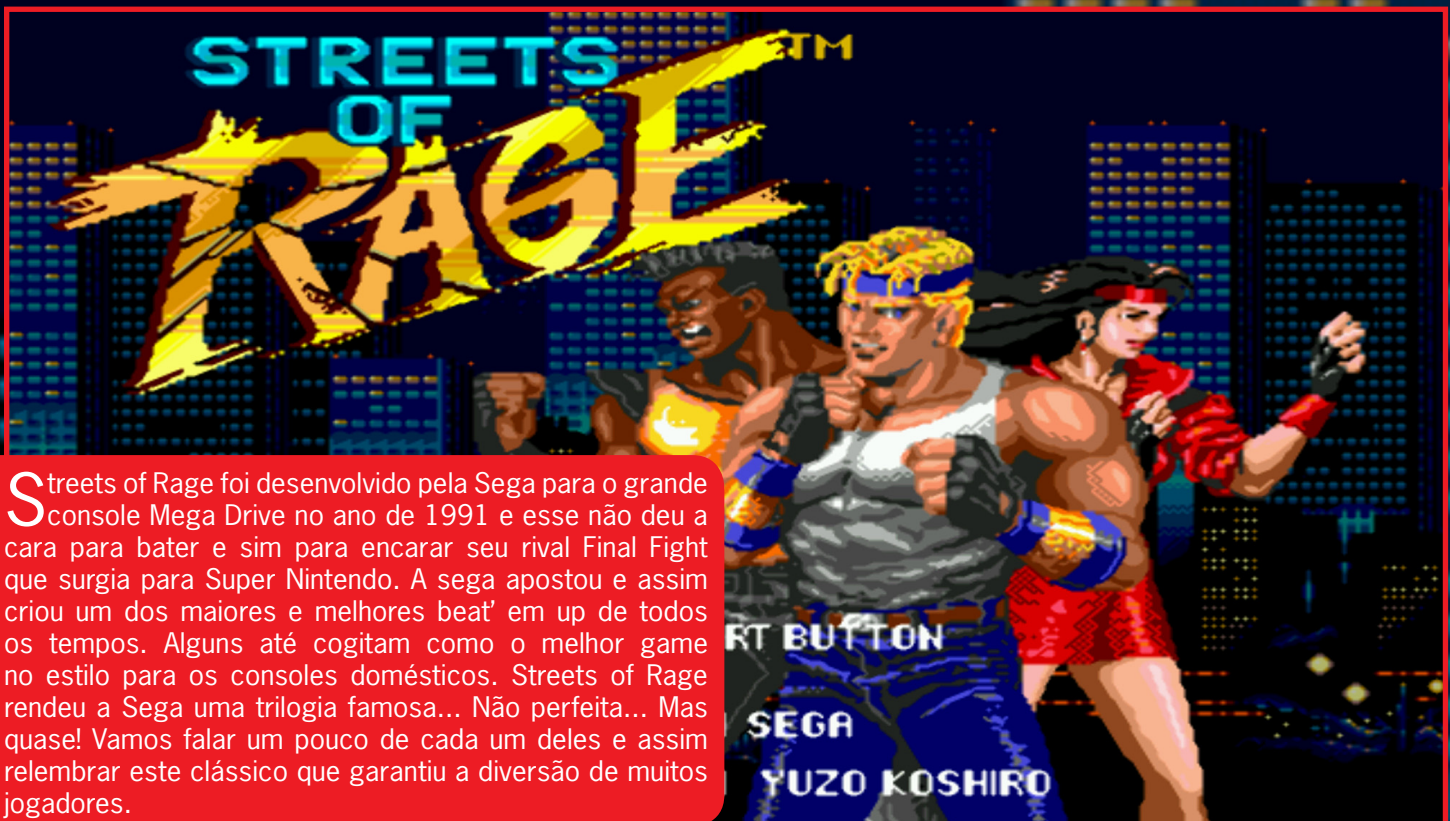 STREETS
OF
RAGE™
Streets of Rage foi desenvolvido pela Sega para o grande
console Mega Drive no ano de 1991 e esse não deu a
cara para bater e sim para encarar seu rival Final Fight
que surgia para Super Nintendo. A sega apostou e assim
criou um dos maiores e melhores beat’ em up de todos
os tempos. Alguns até cogitam como o melhor game
no estilo para os consoles domésticos. Streets of Rage
rendeu a Sega uma trilogia famosa... Não perfeita... Mas
quase! Vamos falar um pouco de cada um deles e assim
relembrar este clássico que garantiu a diversão de muitos
jogadores.
RT BUTTON
SEGA
YUZO KOSHIRO